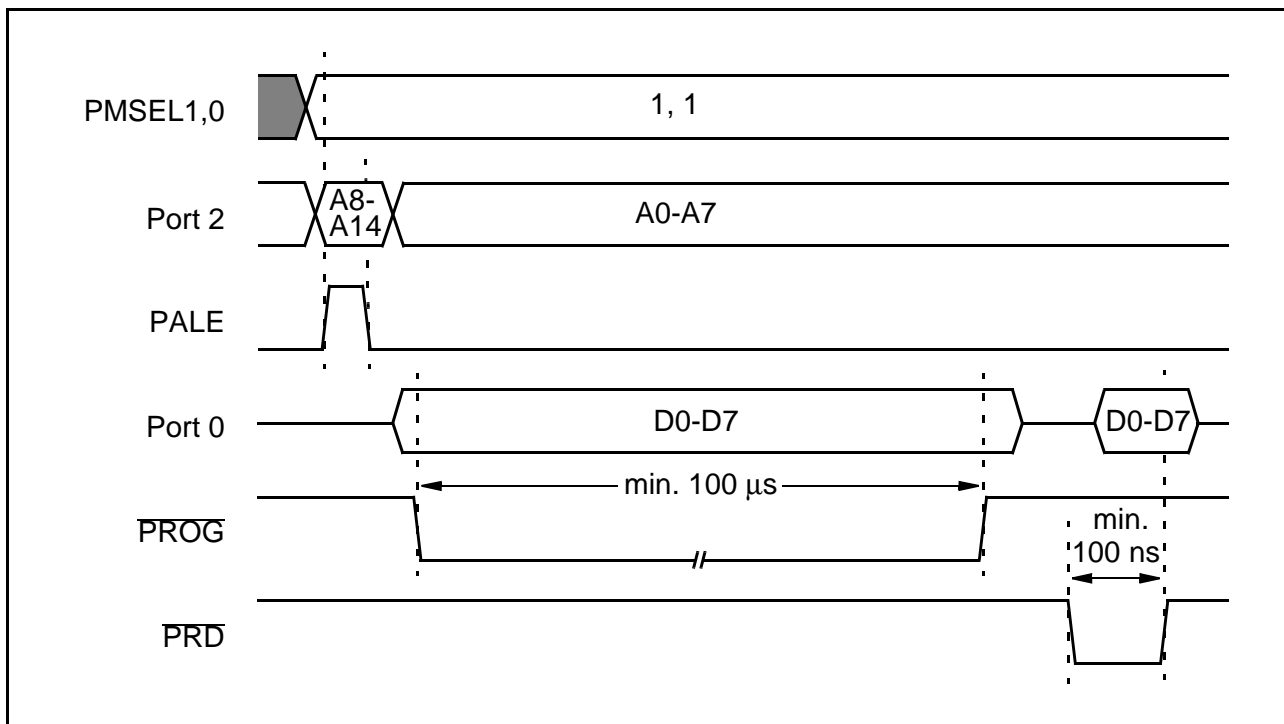 PMSEL1,0
1, 1
Port 2
A8-
A14
A0-A7
PALE
Port 0
D0-D7
D0-D7
PROG
min. 100 μs
min.
100 ns
PRD